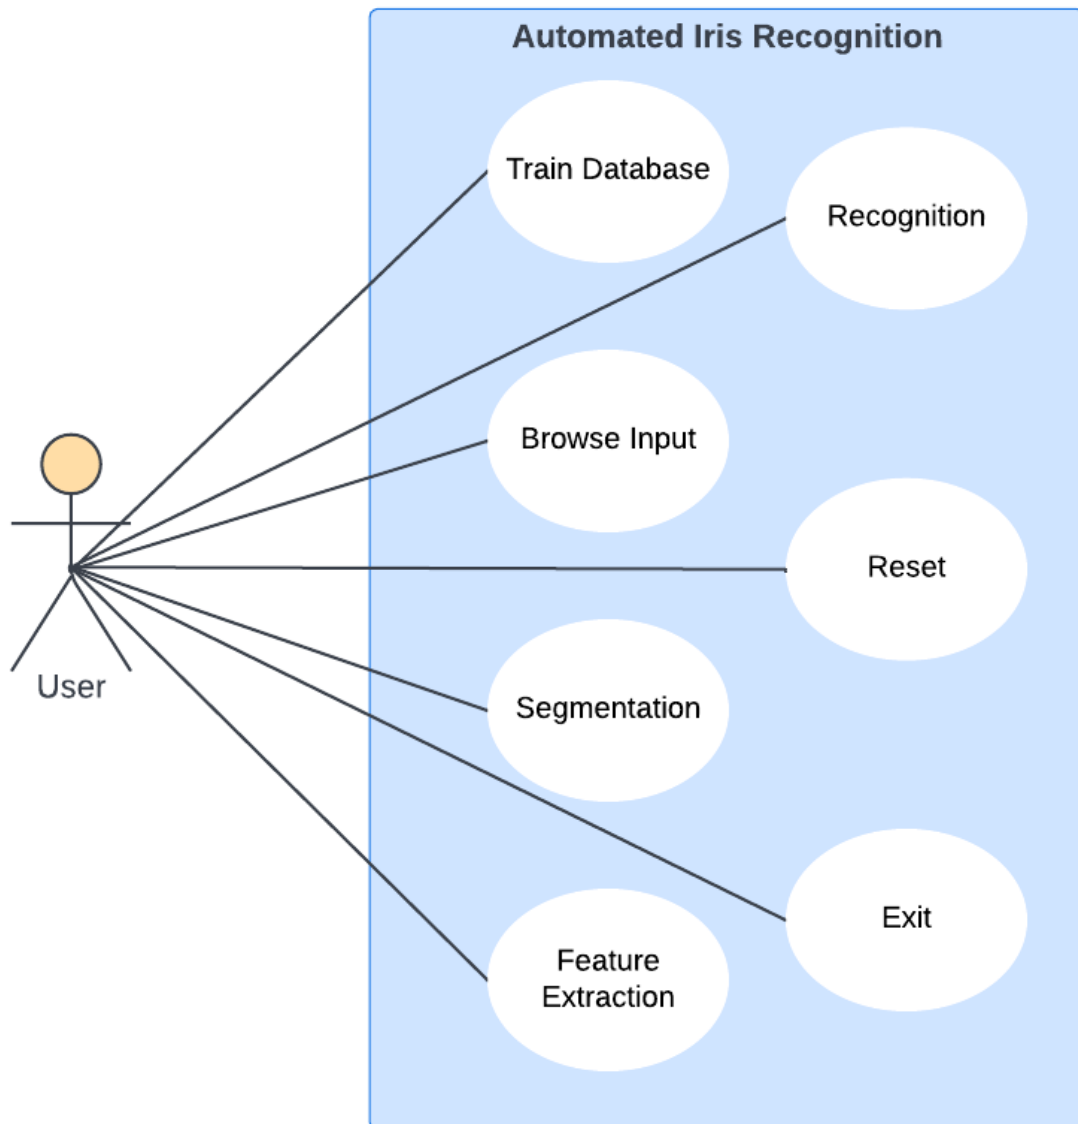 Automated Iris Recognition
Train Database
Recognition
Browse Input
Reset
User
Segmentation
Exit
Feature
Extraction